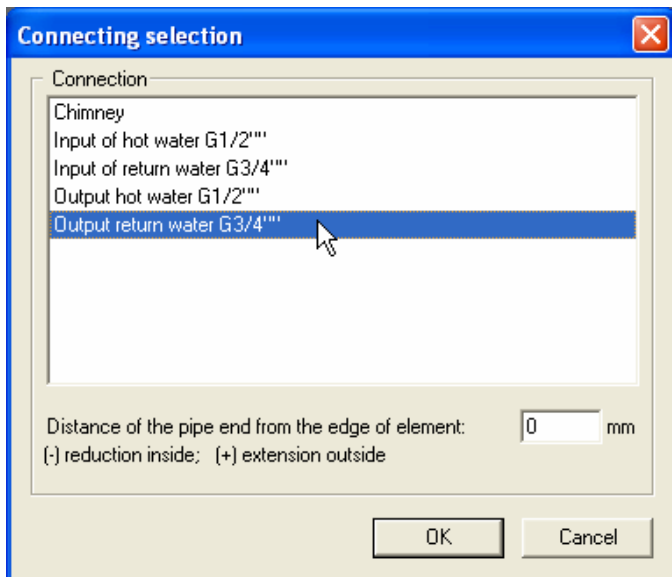 Connecting selection
Connection
Chimney
Input of hot water G1/2""
Input of return water G3/4""
Output hot water G1/2""
Output return water G3/4""
Distance of the pipe end from the edge of element: 0 mm
(-) reduction inside; (+) extension outside
OK Cancel